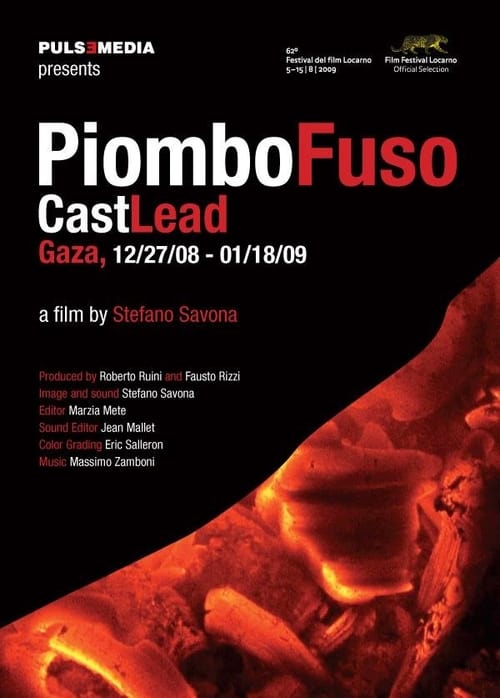 PULSEMEDIA
presents
62º
Festival del film Locarno
5–15 | 8 | 2009
Film Festival Locarno
Official Selection
PiomboFuso
CastLead
Gaza, 12/27/08 - 01/18/09
a film by Stefano Savona
Produced by Roberto Ruini and Fausto Rizzi
Image and sound Stefano Savona
Editor Marzia Mete
Sound Editor Jean Mallet
Color Grading Eric Salleron
Music Massimo Zamboni